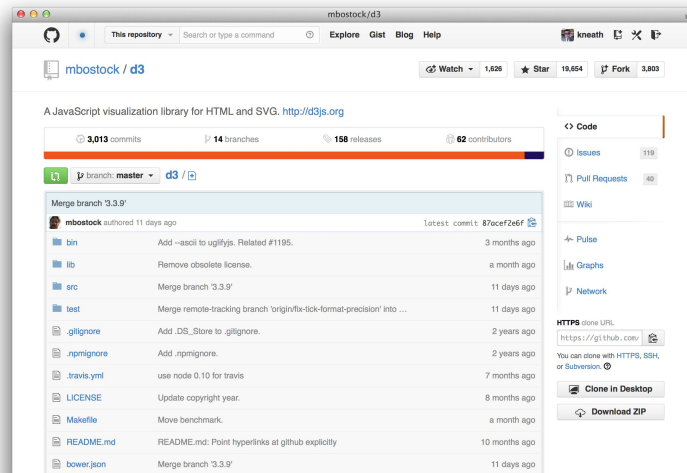 mbostock/d3
This repository Search or type a command Explore Gist Blog Help kneath
mbostock / d3
Watch 1,626 Star 19,654 Fork 3,803
A JavaScript visualization library for HTML and SVG. http://d3js.org
3,013 commits 14 branches 158 releases 62 contributors
branch: master d3 /
Merge branch '3.3.9'
mbostock authored 11 days ago latest commit 87acef2e6f
bin Add --ascii to uglifyjs. Related #1195. 3 months ago
lib Remove obsolete license. a month ago
src Merge branch '3.3.9' 11 days ago
test Merge remote-tracking branch 'origin/fix-tick-format-precision' into … 11 days ago
.gitignore Add .DS_Store to .gitignore. 2 years ago
.npmignore Add .npmignore. 2 years ago
.travis.yml use node 0.10 for travis 7 months ago
LICENSE Update copyright year. 8 months ago
Makefile Move benchmark. a month ago
README.md README.md: Point hyperlinks at github explicitly 10 months ago
bower.json Merge branch '3.3.9' 11 days ago
Code
Issues 119
Pull Requests 40
Wiki
Pulse
Graphs
Network
HTTPS clone URL
https://github.com/
You can clone with HTTPS, SSH,
or Subversion.
Clone in Desktop
Download ZIP